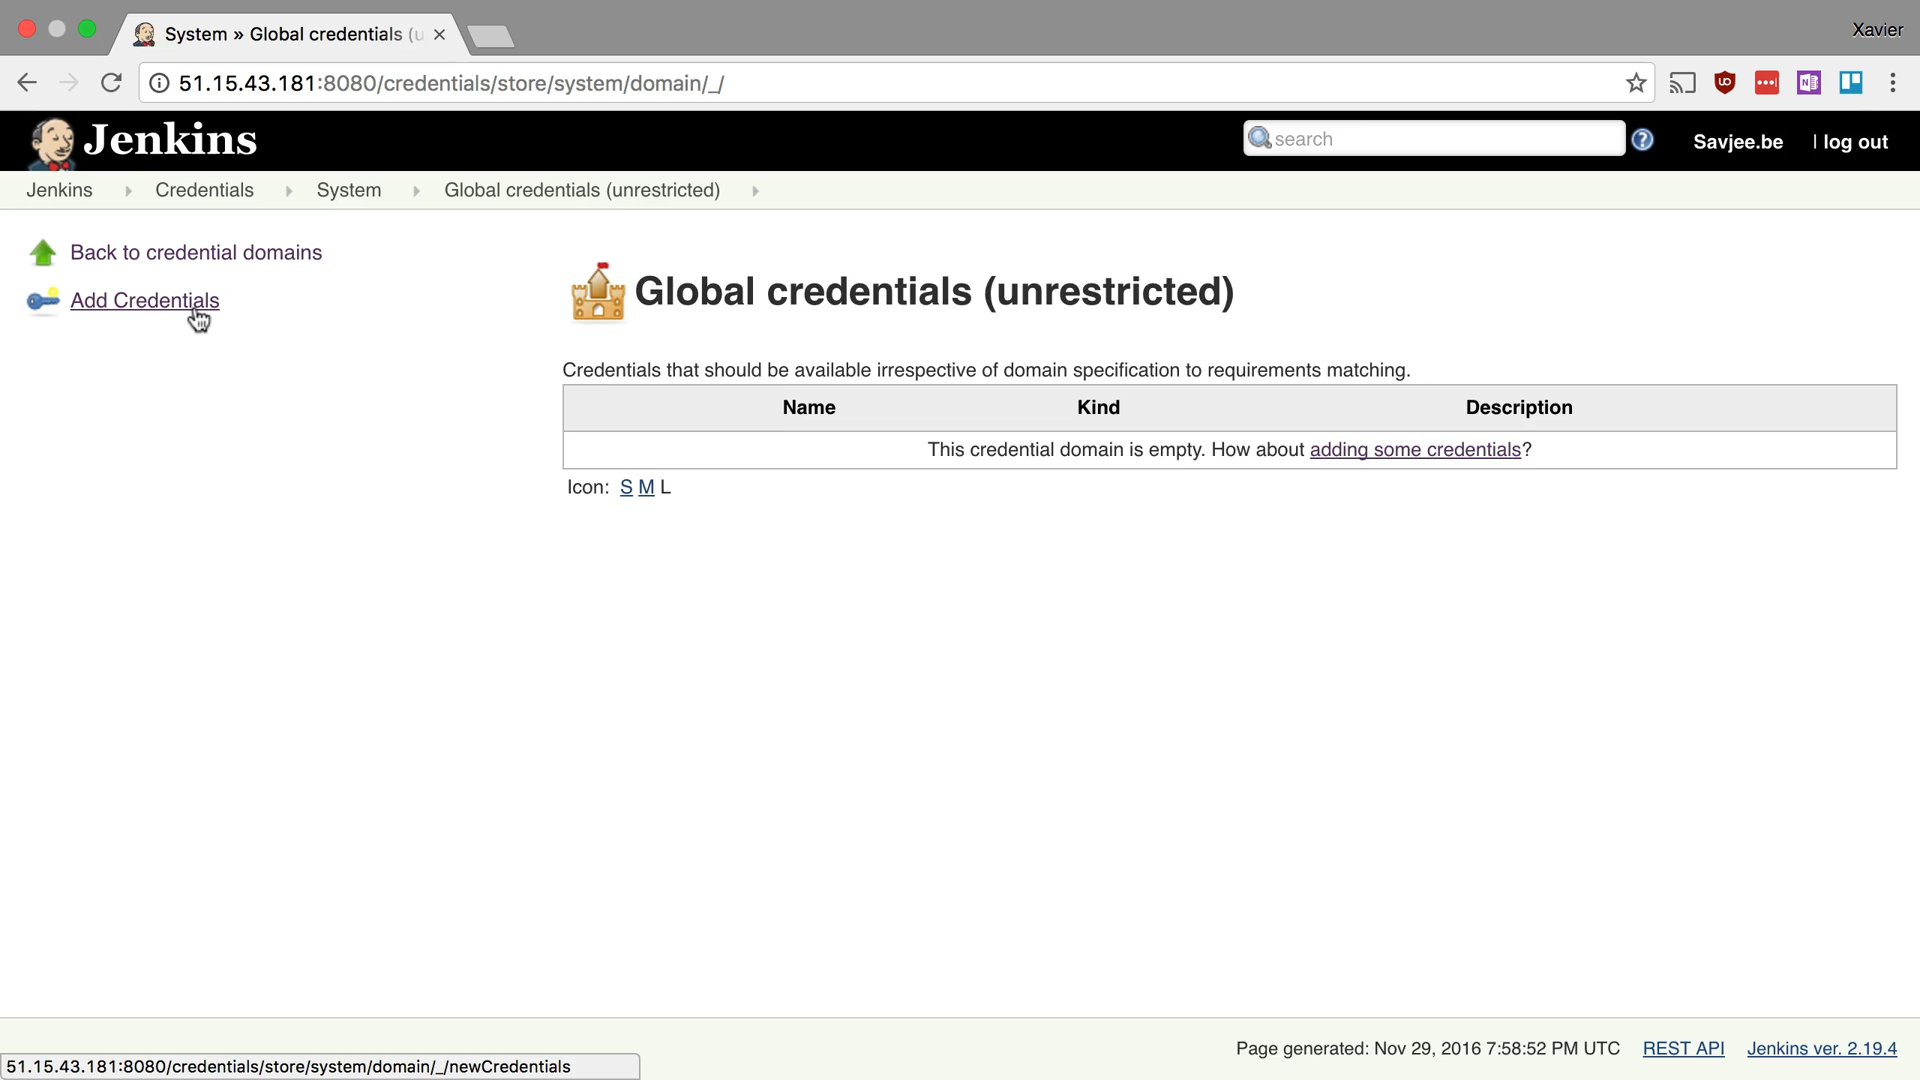 System » Global credentials (u
Xavier
51.15.43.181:8080/credentials/store/system/domain/_/
Jenkins
search
Savjee.be
| log out
Jenkins
Credentials
System
Global credentials (unrestricted)
Back to credential domains
Add Credentials
Global credentials (unrestricted)
Credentials that should be available irrespective of domain specification to requirements matching.
Name Kind Description
This credential domain is empty. How about adding some credentials?
Icon: S M L
Page generated: Nov 29, 2016 7:58:52 PM UTC REST API Jenkins ver. 2.19.4
51.15.43.181:8080/credentials/store/system/domain/_/newCredentials